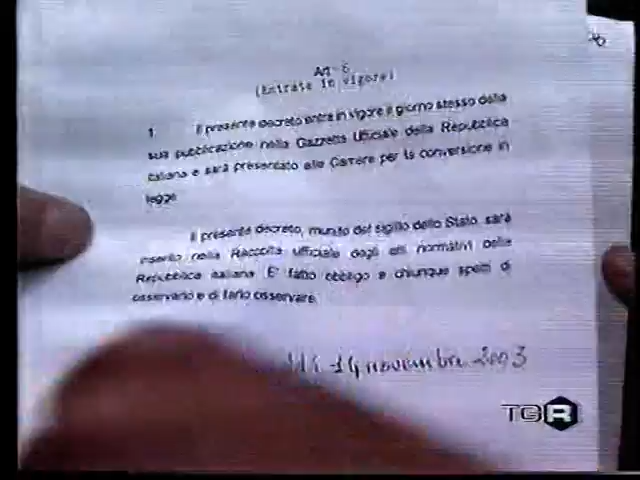 Art 6
(Entrata in vigore)
1 Il presente decreto entra in vigore il giorno stesso della
sua pubblicazione nella Gazzetta Ufficiale della Repubblica
italiana e sarà presentato alle Camere per la conversione in
legge
Il presente decreto, munito del sigillo dello Stato, sarà
inserito nella Raccolta ufficiale degli atti normativi della
Repubblica italiana E' fatto obbligo a chiunque spetti di
osservarlo e di farlo osservare
14 novembre 2003
TGR